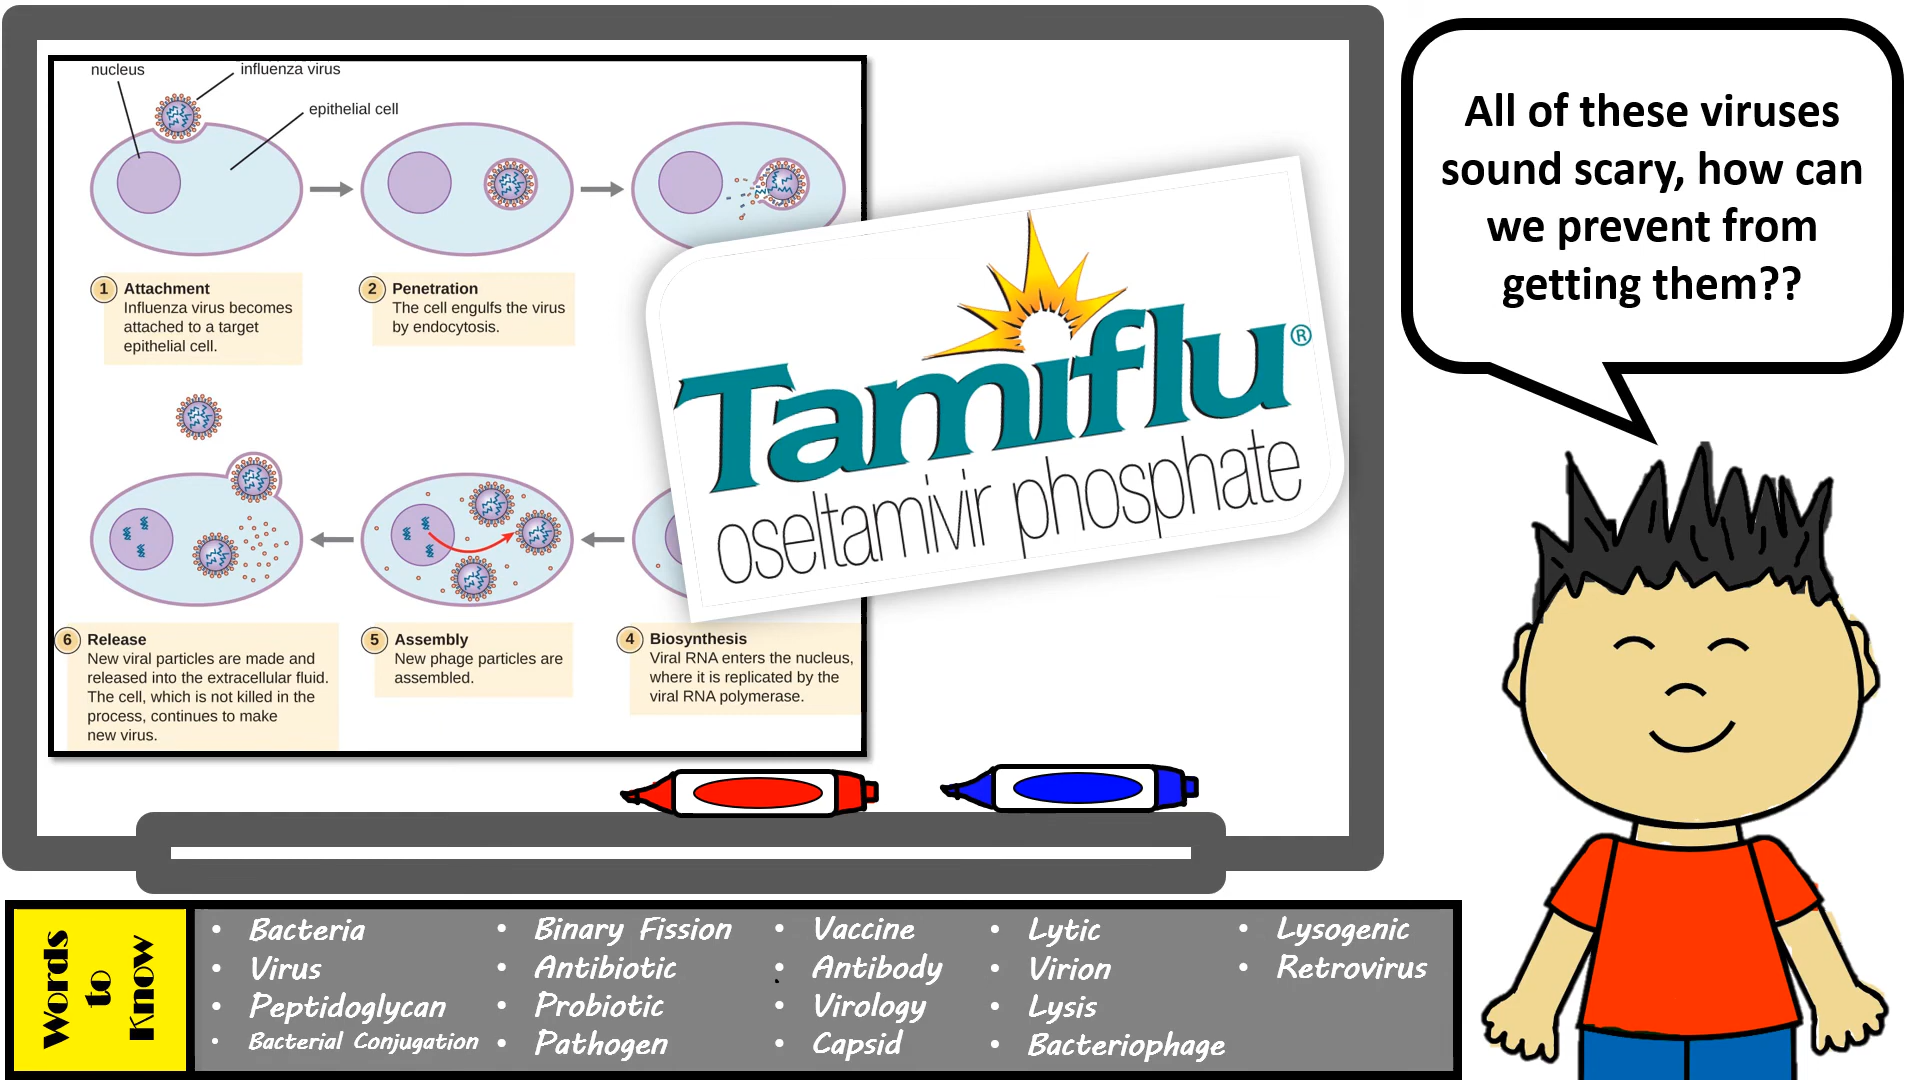 nucleus
influenza virus
epithelial cell
1 Attachment
Influenza virus becomes
attached to a target
epithelial cell.
2 Penetration
The cell engulfs the virus
by endocytosis.
6 Release
New viral particles are made and
released into the extracellular fluid.
The cell, which is not killed in the
process, continues to make
new virus.
5 Assembly
New phage particles are
assembled.
4 Biosynthesis
Viral RNA enters the nucleus,
where it is replicated by the
viral RNA polymerase.
Tamiflu®
oseltamivir phosphate
All of these viruses
sound scary, how can
we prevent from
getting them??
Words
to
Know
• Bacteria
• Virus
• Peptidoglycan
• Bacterial Conjugation
• Binary Fission
• Antibiotic
• Probiotic
• Pathogen
• Vaccine
• Antibody
• Virology
• Capsid
• Lytic
• Virion
• Lysis
• Bacteriophage
• Lysogenic
• Retrovirus